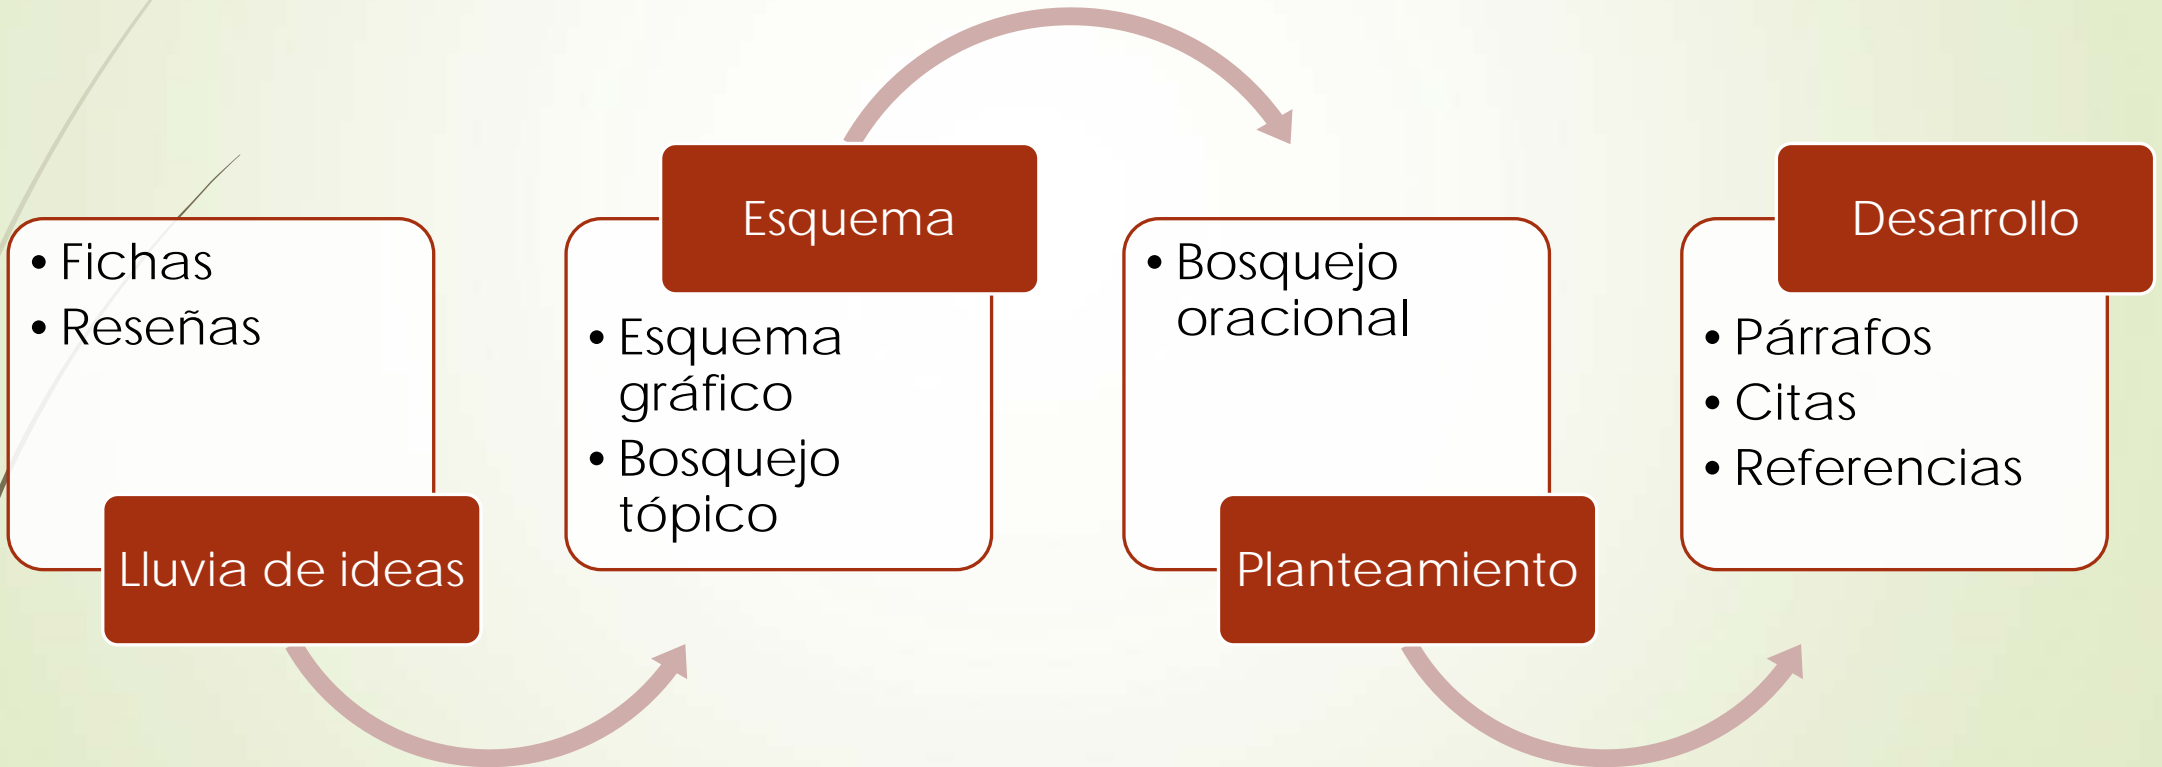 • Fichas
• Reseñas
Lluvia de ideas
Esquema
• Esquema
gráfico
• Bosquejo
tópico
• Bosquejo
oracional
Planteamiento
Desarrollo
• Párrafos
• Citas
• Referencias